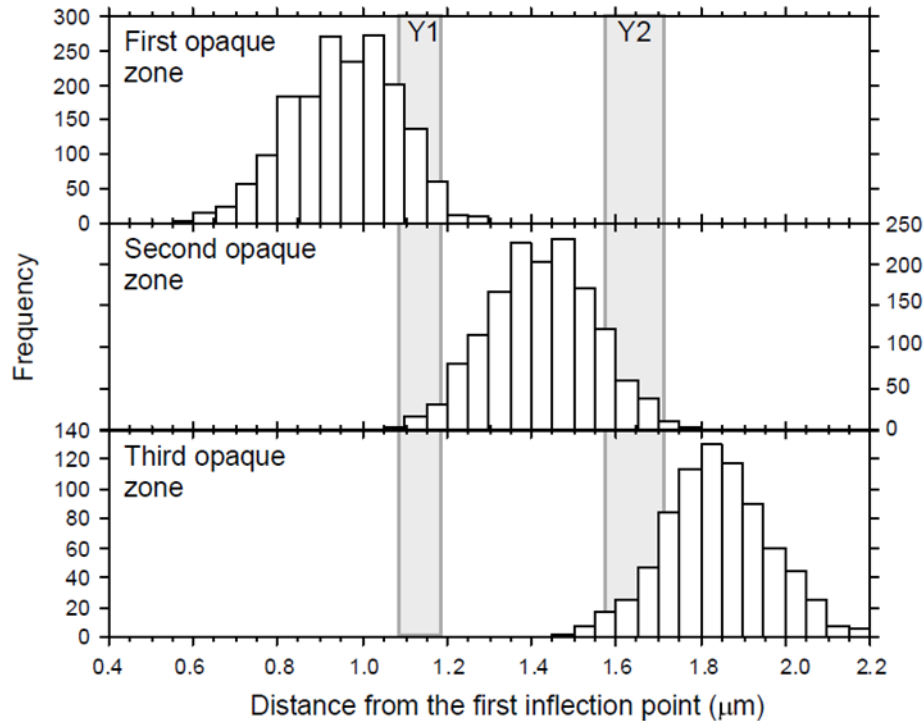 300
250
200
150
100
50
0
First opaque
zone
Y1
Y2
Second opaque
zone
250
200
150
100
50
0
Frequency
140
120
100
80
60
40
20
0
Third opaque
zone
0.4 0.6 0.8 1.0 1.2 1.4 1.6 1.8 2.0 2.2
Distance from the first inflection point (μm)